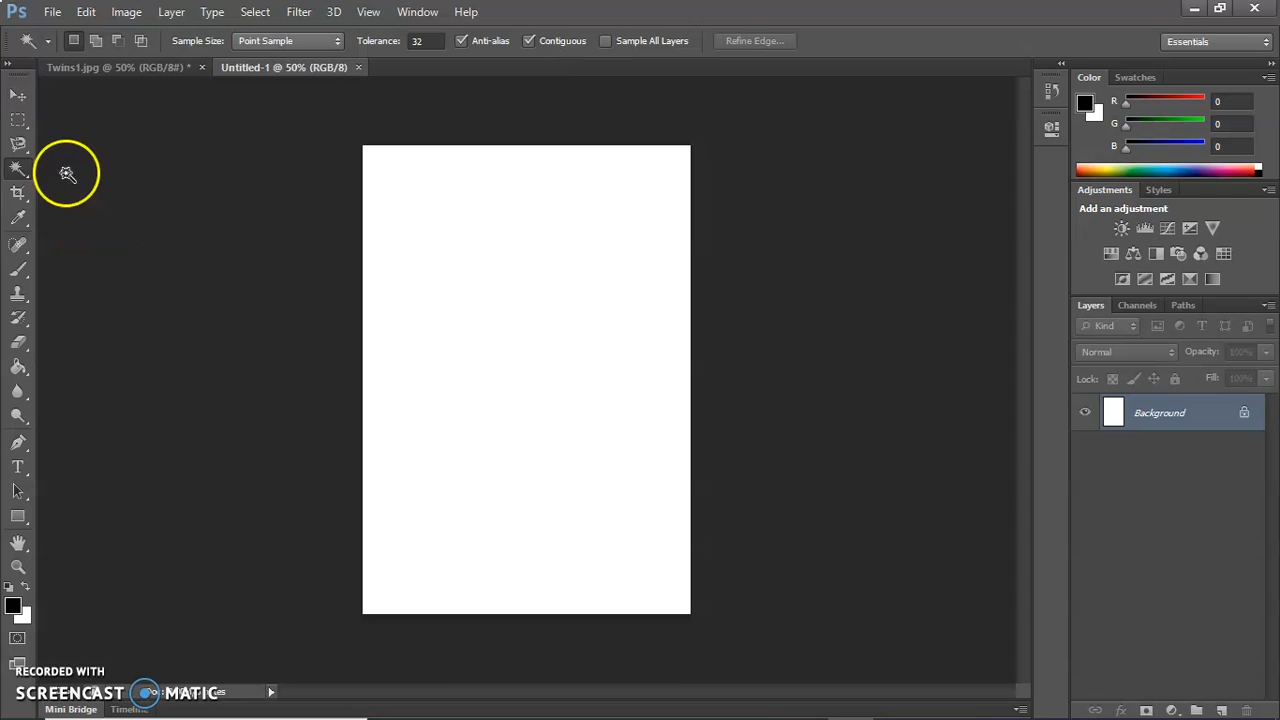 Ps File Edit Image Layer Type Select Filter 3D View Window Help
Sample Size: Point Sample Tolerance: 32 Anti-alias Contiguous Sample All Layers Refine Edge... Essentials
Twins1.jpg @ 50% (RGB/8#) * × Untitled-1 @ 50% (RGB/8) ×
Color Swatches
R 0
G 0
B 0
Adjustments Styles
Add an adjustment
Layers Channels Paths
Kind
Normal Opacity: 100%
Lock: Fill: 100%
Background
T
RECORDED WITH
SCREENCAST MATIC
Mini Bridge Timeline